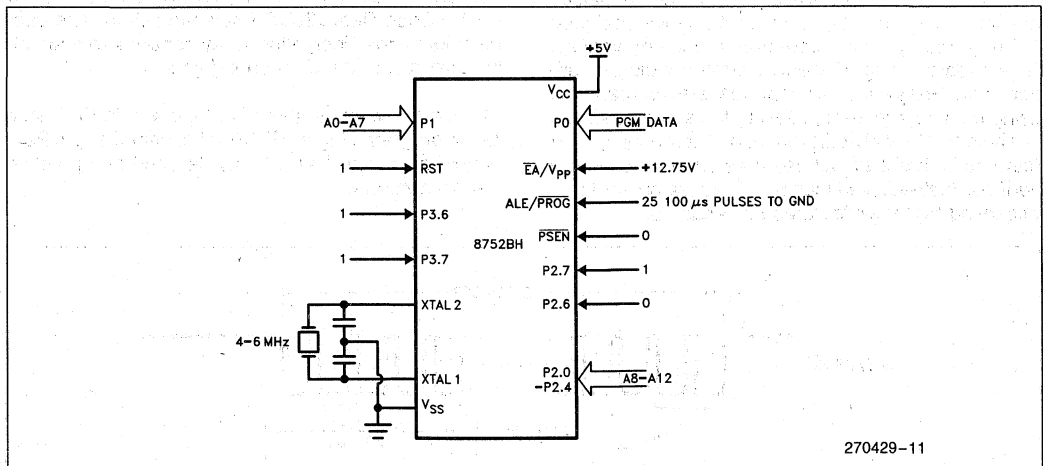 +5V
VCC
A0–A7
P1
P0
PGM DATA
1
RST
EA/VPP
+12.75V
ALE/PROG
25 100 µs PULSES TO GND
1
P3.6
PSEN
0
8752BH
1
P3.7
P2.7
1
XTAL 2
P2.6
0
4–6 MHz
XTAL 1
P2.0
–P2.4
A8–A12
VSS
270429–11